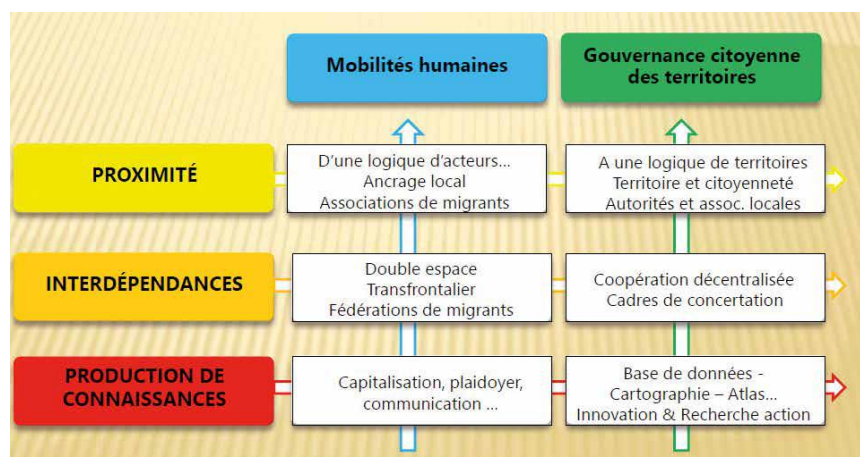 Mobilités humaines
Gouvernance citoyenne
des territoires
PROXIMITÉ
D'une logique d'acteurs...
Ancrage local
Associations de migrants
A une logique de territoires
Territoire et citoyenneté
Autorités et assoc. locales
INTERDÉPENDANCES
Double espace
Transfrontalier
Fédérations de migrants
Coopération décentralisée
Cadres de concertation
PRODUCTION DE
CONNAISSANCES
Capitalisation, plaidoyer,
communication ...
Base de données -
Cartographie – Atlas...
Innovation & Recherche action